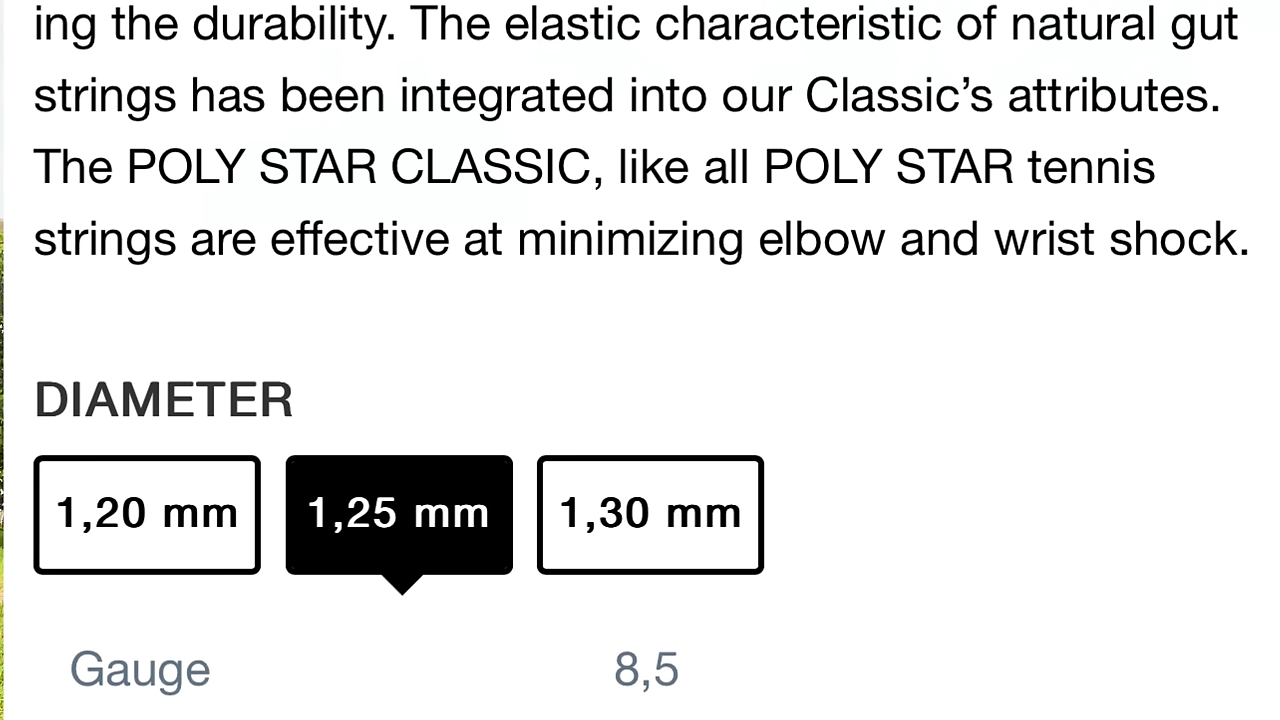 ing the durability. The elastic characteristic of natural gut
strings has been integrated into our Classic’s attributes.
The POLY STAR CLASSIC, like all POLY STAR tennis
strings are effective at minimizing elbow and wrist shock.
DIAMETER
1,20 mm 1,25 mm 1,30 mm
Gauge 8,5